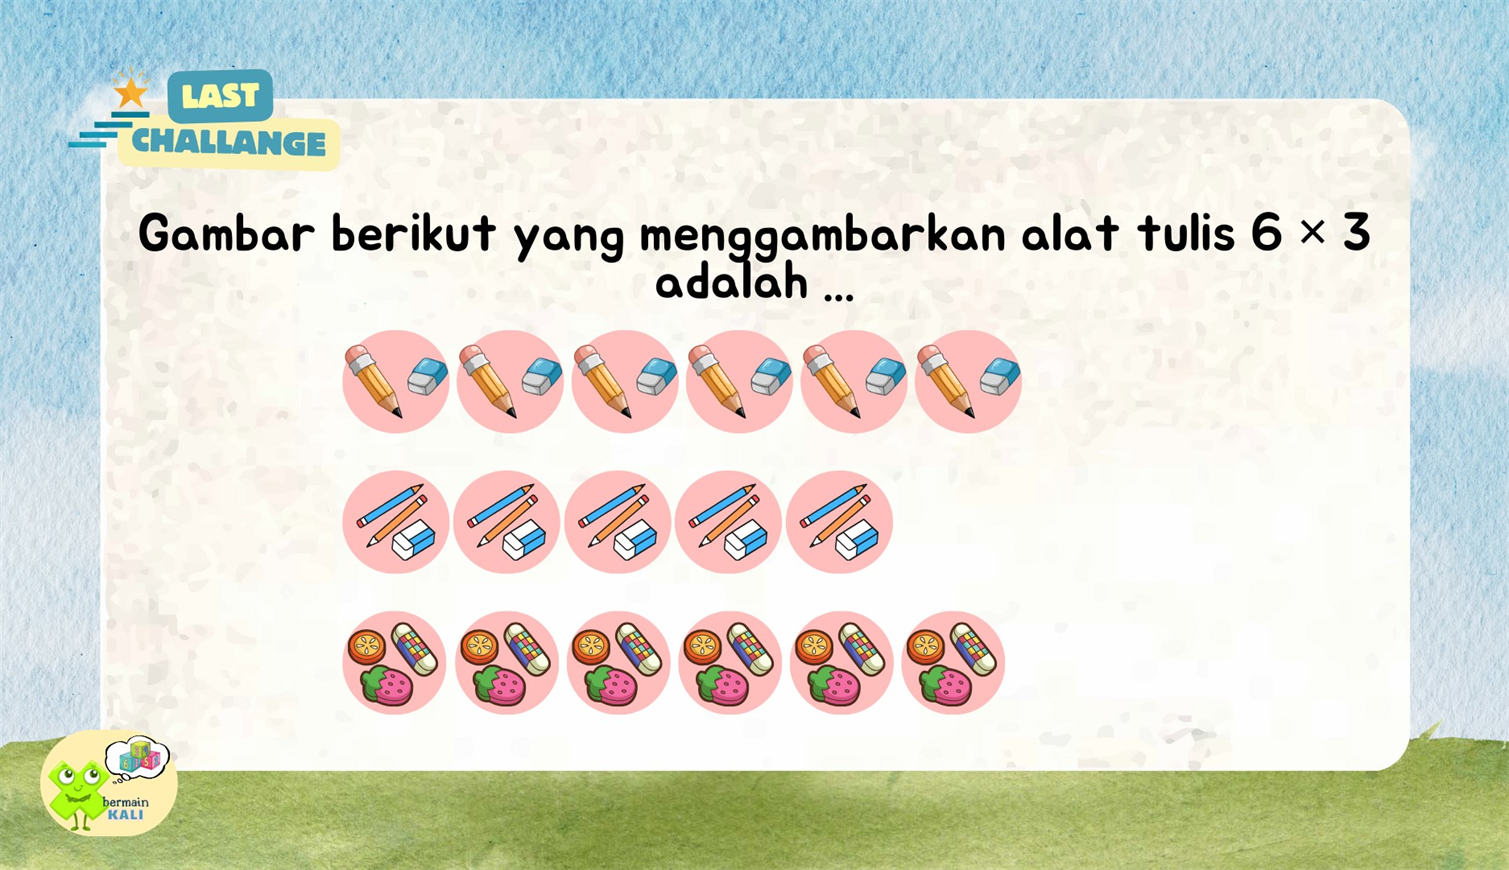 LAST
CHALLANGE
Gambar berikut yang menggambarkan alat tulis 6 × 3
adalah ...
bermain
KALI